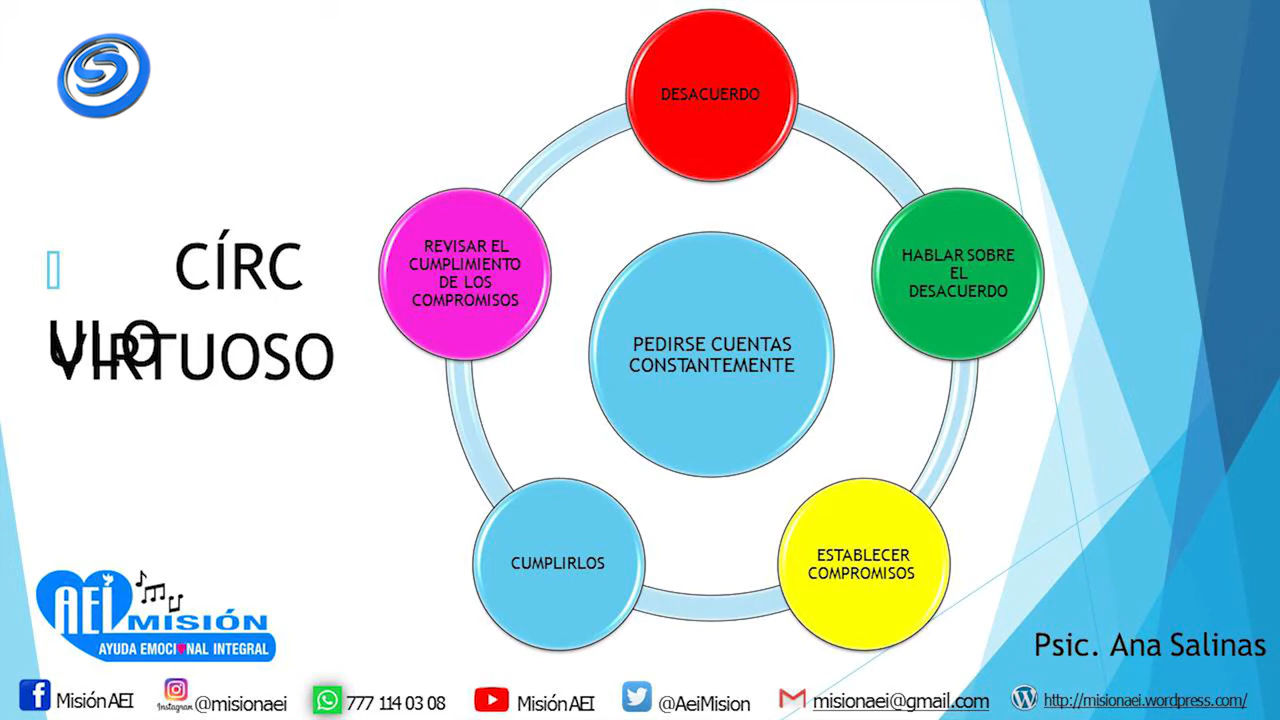 DESACUERDO
CÍRC
ULO
VIRTUOSO
REVISAR EL
CUMPLIMIENTO
DE LOS
COMPROMISOS
HABLAR SOBRE
EL
DESACUERDO
PEDIRSE CUENTAS
CONSTANTEMENTE
CUMPLIRLOS
ESTABLECER
COMPROMISOS
AEI MISIÓN
AYUDA EMOCIONAL INTEGRAL
Psic. Ana Salinas
Misión AEI
Instagram
@misionaei
777 114 03 08
Misión AEI
@AeiMision
misionaei@gmail.com
http://misionaei.wordpress.com/